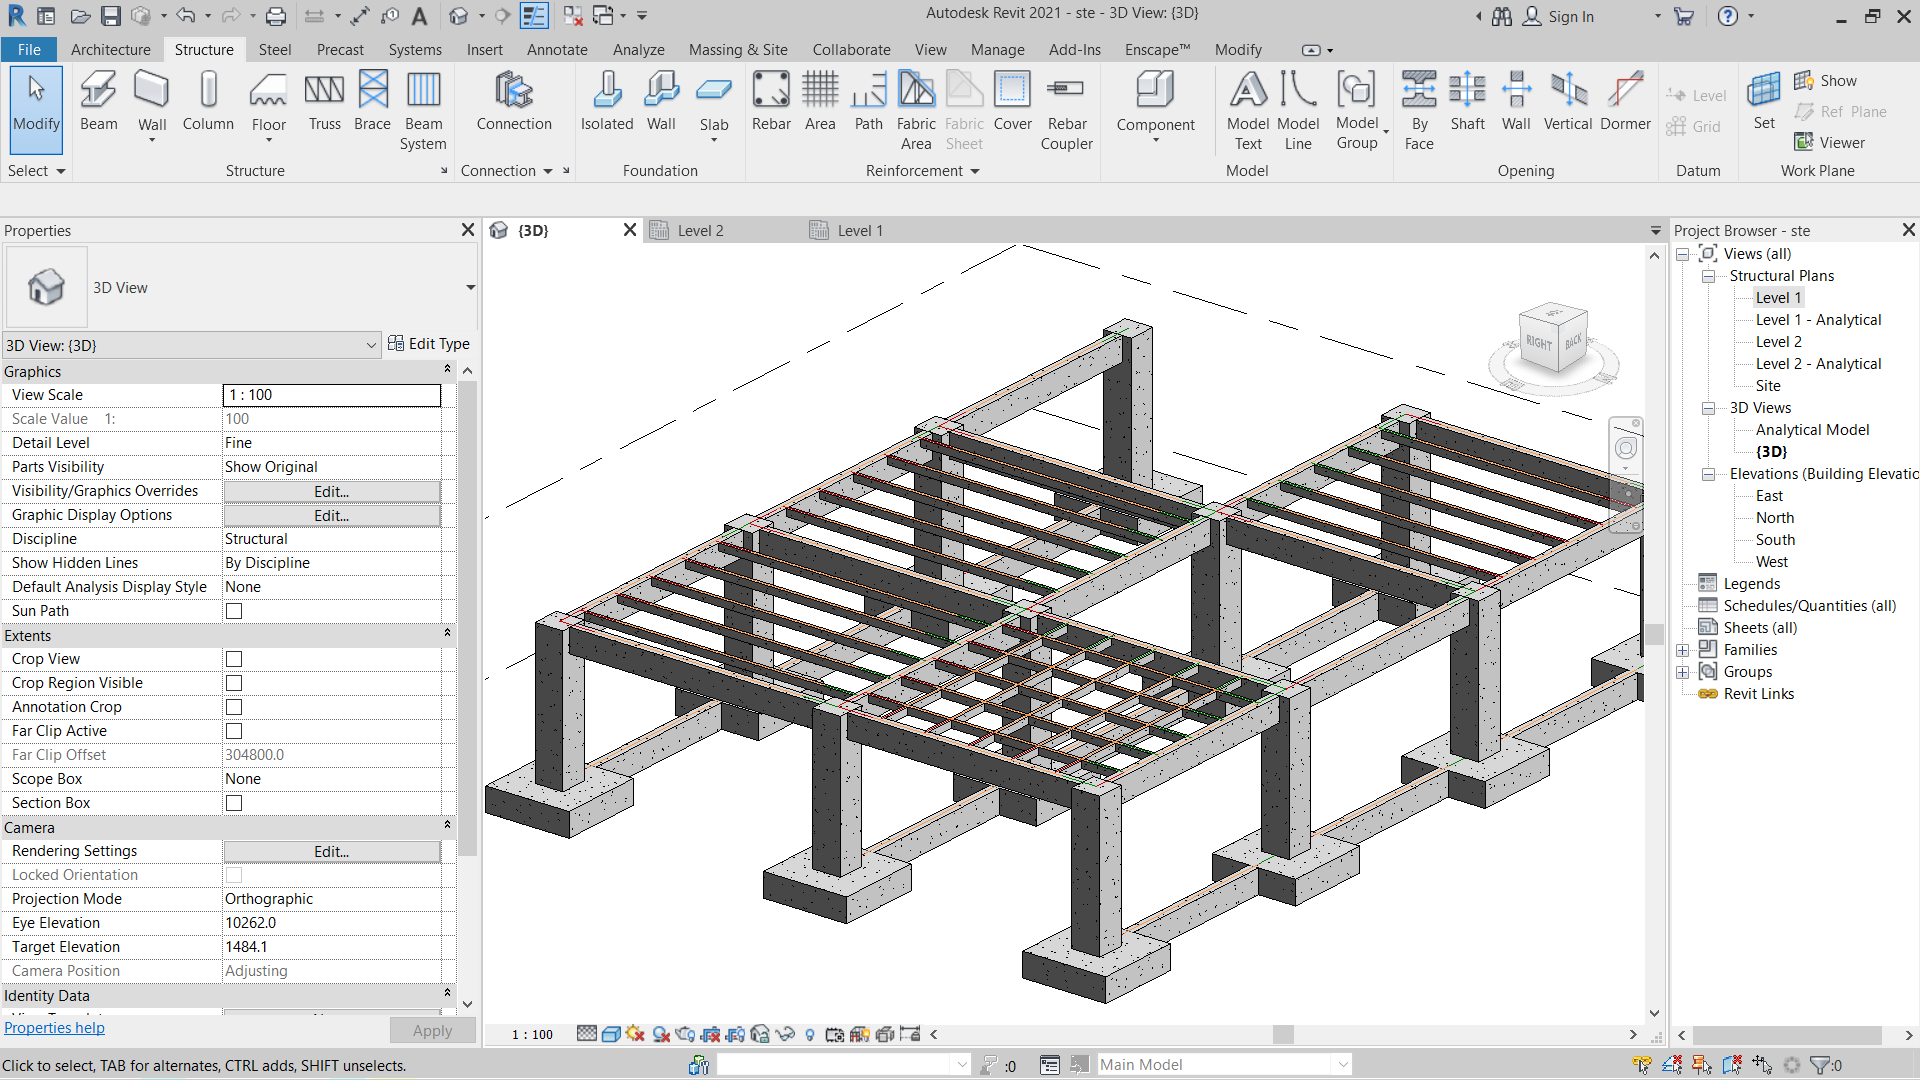 Autodesk Revit 2021 - ste - 3D View: {3D}
Sign In
File Architecture Structure Steel Precast Systems Insert Annotate Analyze Massing & Site Collaborate View Manage Add-Ins Enscape™ Modify
Modify Beam Wall Column Floor Truss Brace Beam System Connection Isolated Wall Slab Rebar Area Path Fabric Area Fabric Sheet Cover Rebar Coupler Component Model Text Model Line Model Group By Face Shaft Wall Vertical Dormer Level Grid Set Show Ref Plane Viewer
Select Structure Connection Foundation Reinforcement Model Opening Datum Work Plane
Properties
3D View
3D View: {3D}
Edit Type
Graphics
View Scale 1 : 100
Scale Value 1: 100
Detail Level Fine
Parts Visibility Show Original
Visibility/Graphics Overrides Edit...
Graphic Display Options Edit...
Discipline Structural
Show Hidden Lines By Discipline
Default Analysis Display Style None
Sun Path
Extents
Crop View
Crop Region Visible
Annotation Crop
Far Clip Active
Far Clip Offset 304800.0
Scope Box None
Section Box
Camera
Rendering Settings Edit...
Locked Orientation
Projection Mode Orthographic
Eye Elevation 10262.0
Target Elevation 1484.1
Camera Position Adjusting
Identity Data
Properties help
Apply
{3D} Level 2 Level 1
RIGHT BACK
1 : 100
Project Browser - ste
Views (all)
Structural Plans
Level 1
Level 1 - Analytical
Level 2
Level 2 - Analytical
Site
3D Views
Analytical Model
{3D}
Elevations (Building Elevatio
East
North
South
West
Legends
Schedules/Quantities (all)
Sheets (all)
Families
Groups
Revit Links
Click to select, TAB for alternates, CTRL adds, SHIFT unselects.
:0
Main Model
:0